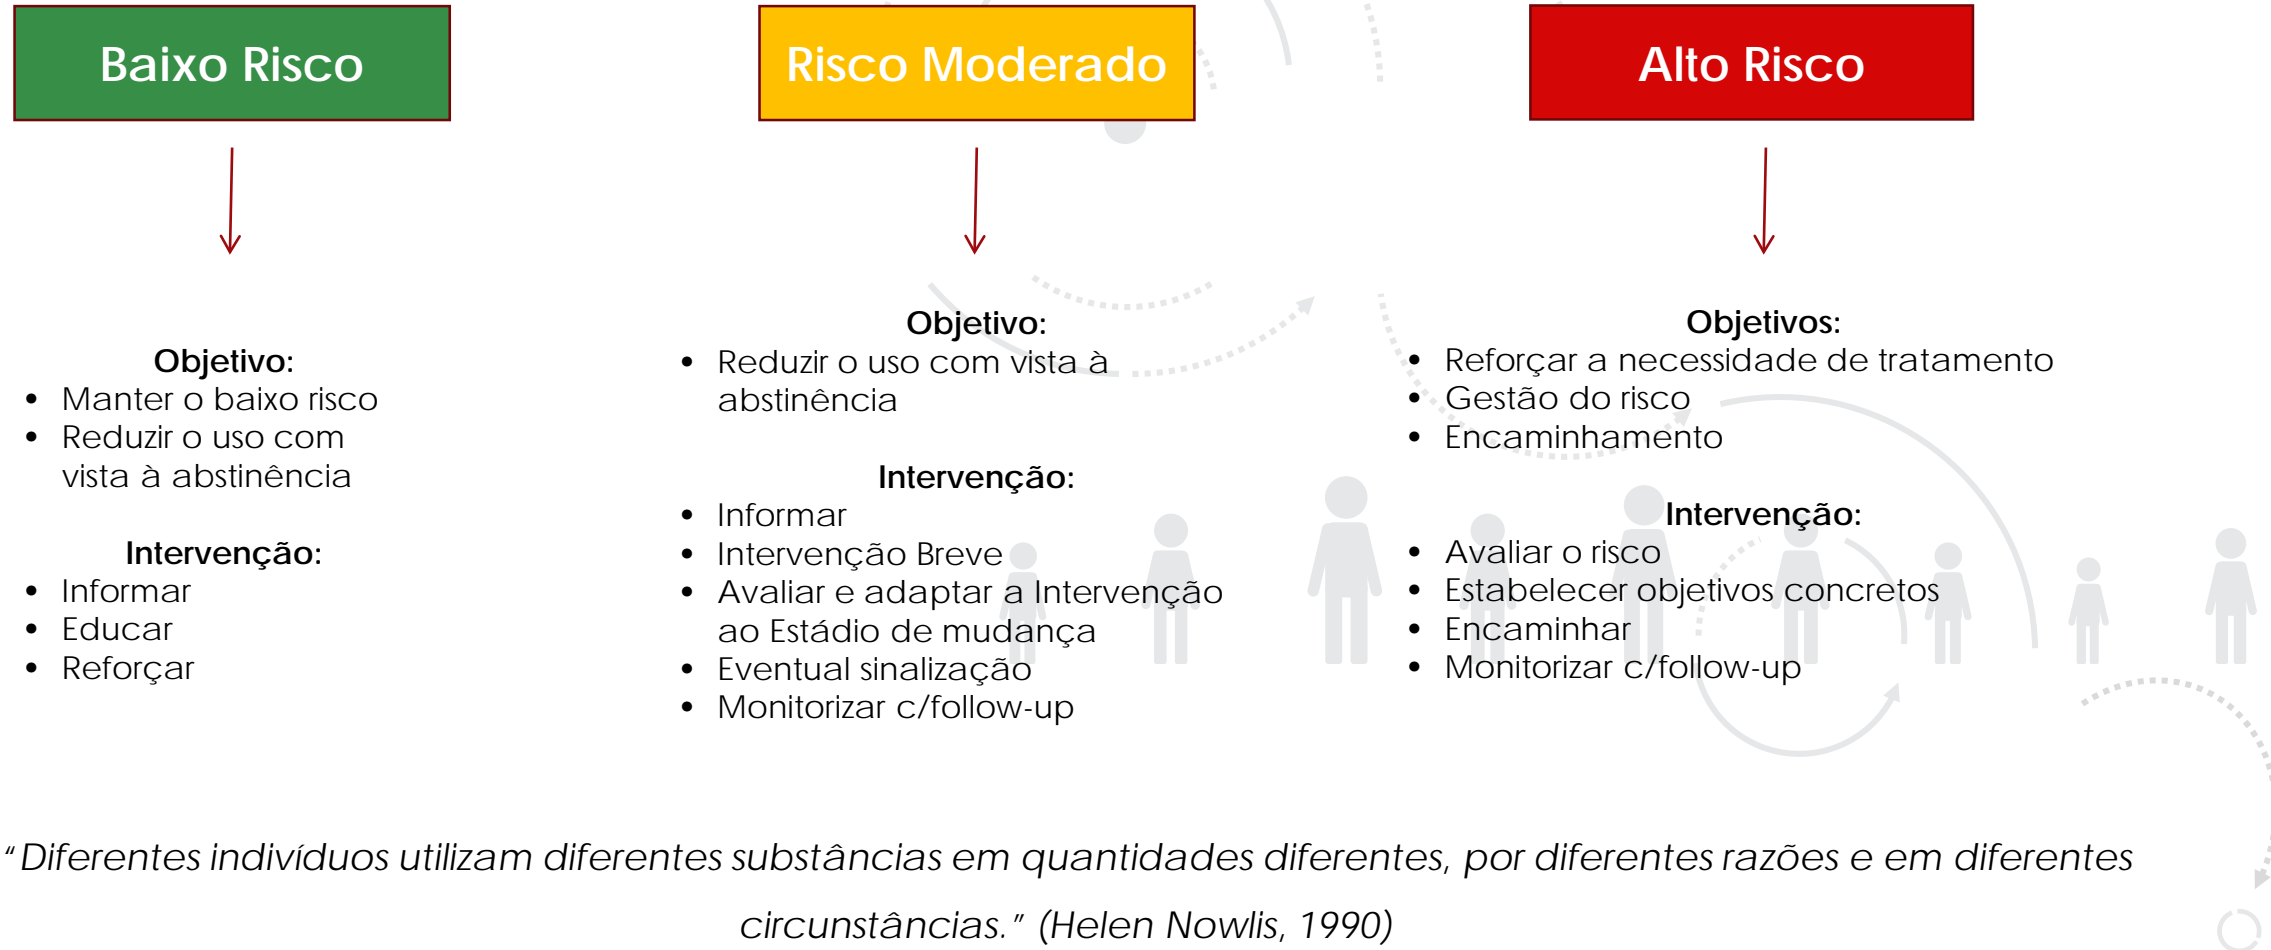 Baixo Risco
Objetivo:
• Manter o baixo risco
• Reduzir o uso com
vista à abstinência
Intervenção:
• Informar
• Educar
• Reforçar
Risco Moderado
Objetivo:
• Reduzir o uso com vista à
abstinência
Intervenção:
• Informar
• Intervenção Breve
• Avaliar e adaptar a Intervenção
ao Estádio de mudança
• Eventual sinalização
• Monitorizar c/follow-up
Alto Risco
Objetivos:
• Reforçar a necessidade de tratamento
• Gestão do risco
• Encaminhamento
Intervenção:
• Avaliar o risco
• Estabelecer objetivos concretos
• Encaminhar
• Monitorizar c/follow-up
“Diferentes indivíduos utilizam diferentes substâncias em quantidades diferentes, por diferentes razões e em diferentes
circunstâncias.” (Helen Nowlis, 1990)